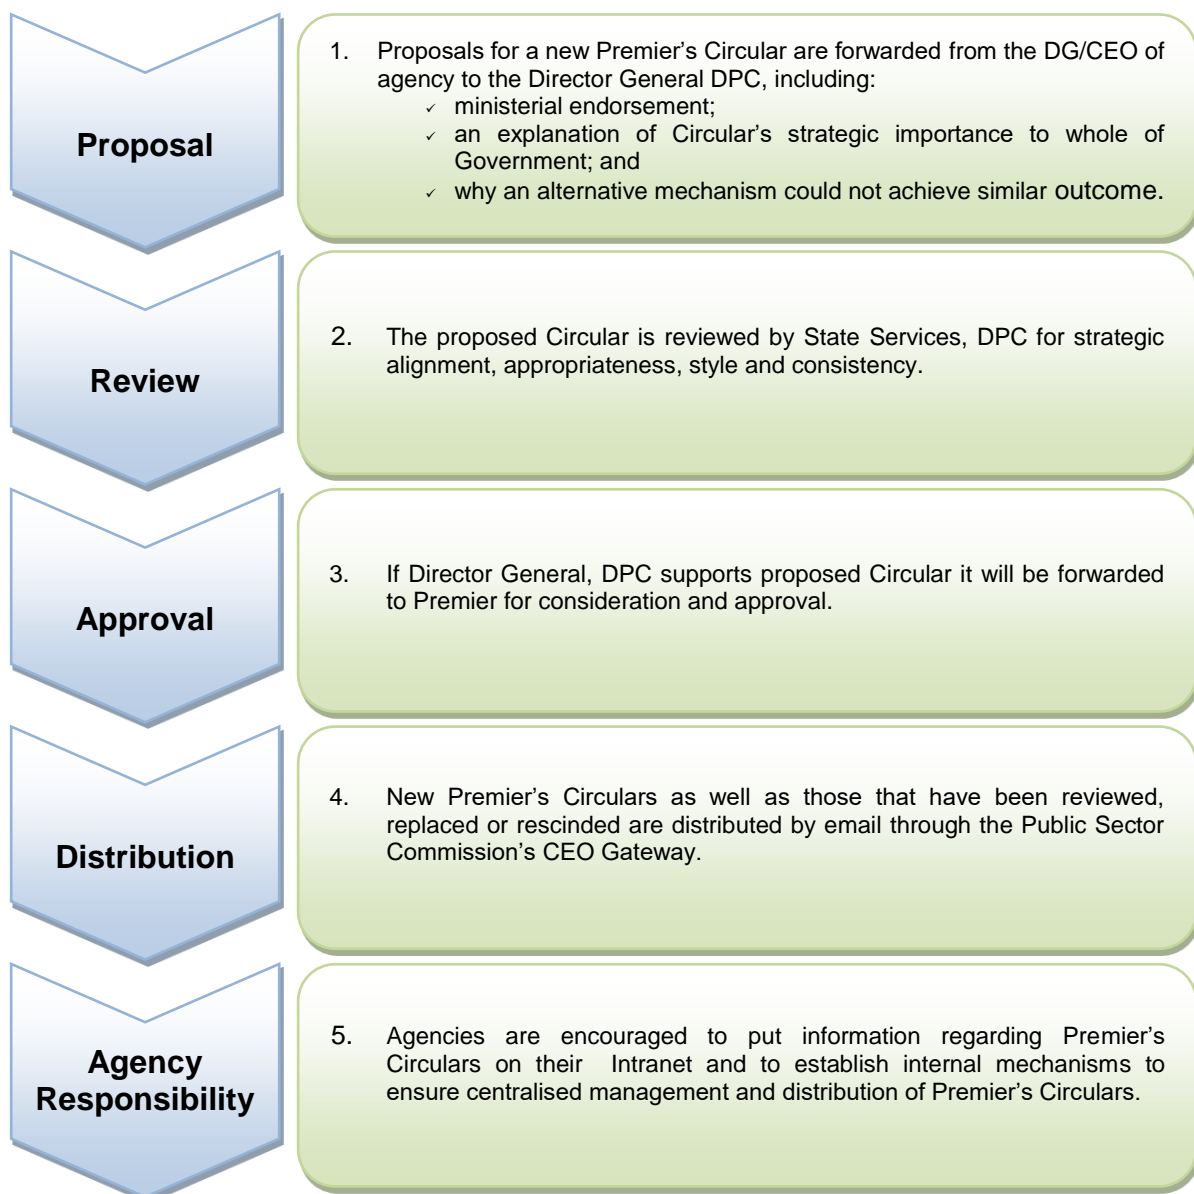 Proposal
1. Proposals for a new Premier's Circular are forwarded from the DG/CEO of
agency to the Director General DPC, including:
✓ ministerial endorsement;
✓ an explanation of Circular's strategic importance to whole of
Government; and
✓ why an alternative mechanism could not achieve similar outcome.
Review
2. The proposed Circular is reviewed by State Services, DPC for strategic
alignment, appropriateness, style and consistency.
Approval
3. If Director General, DPC supports proposed Circular it will be forwarded
to Premier for consideration and approval.
Distribution
4. New Premier's Circulars as well as those that have been reviewed,
replaced or rescinded are distributed by email through the Public Sector
Commission's CEO Gateway.
Agency
Responsibility
5. Agencies are encouraged to put information regarding Premier's
Circulars on their Intranet and to establish internal mechanisms to
ensure centralised management and distribution of Premier's Circulars.